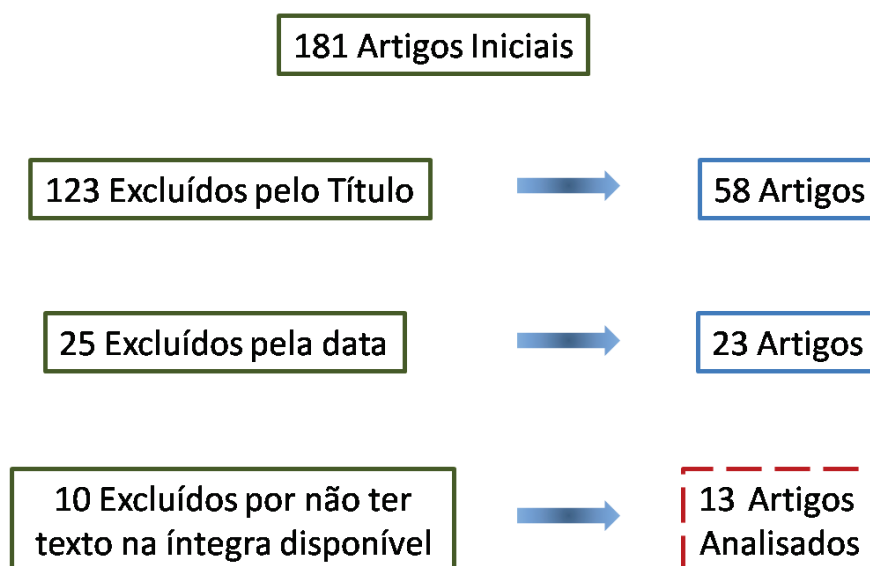 181 Artigos Iniciais
123 Excluídos pelo Título
58 Artigos
25 Excluídos pela data
23 Artigos
10 Excluídos por não ter
texto na íntegra disponível
13 Artigos
Analisados